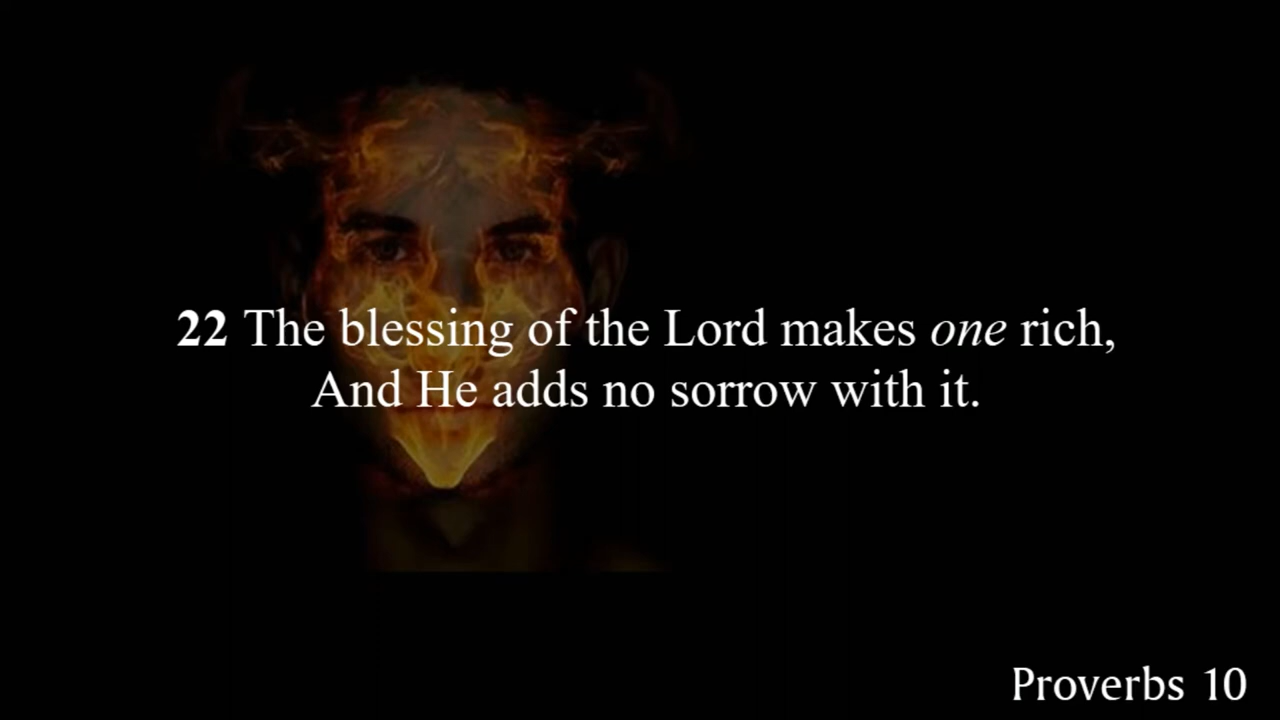 22 The blessing of the Lord makes one rich,
And He adds no sorrow with it.
Proverbs 10